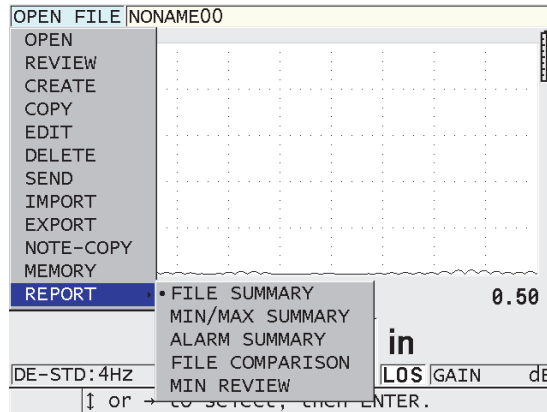 OPEN FILE NONAME00
OPEN
REVIEW
CREATE
COPY
EDIT
DELETE
SEND
IMPORT
EXPORT
NOTE-COPY
MEMORY
REPORT
• FILE SUMMARY
MIN/MAX SUMMARY
ALARM SUMMARY
FILE COMPARISON
MIN REVIEW
0.50
in
DE-STD:4Hz LOS GAIN dB
↕ or → to select, then ENTER.